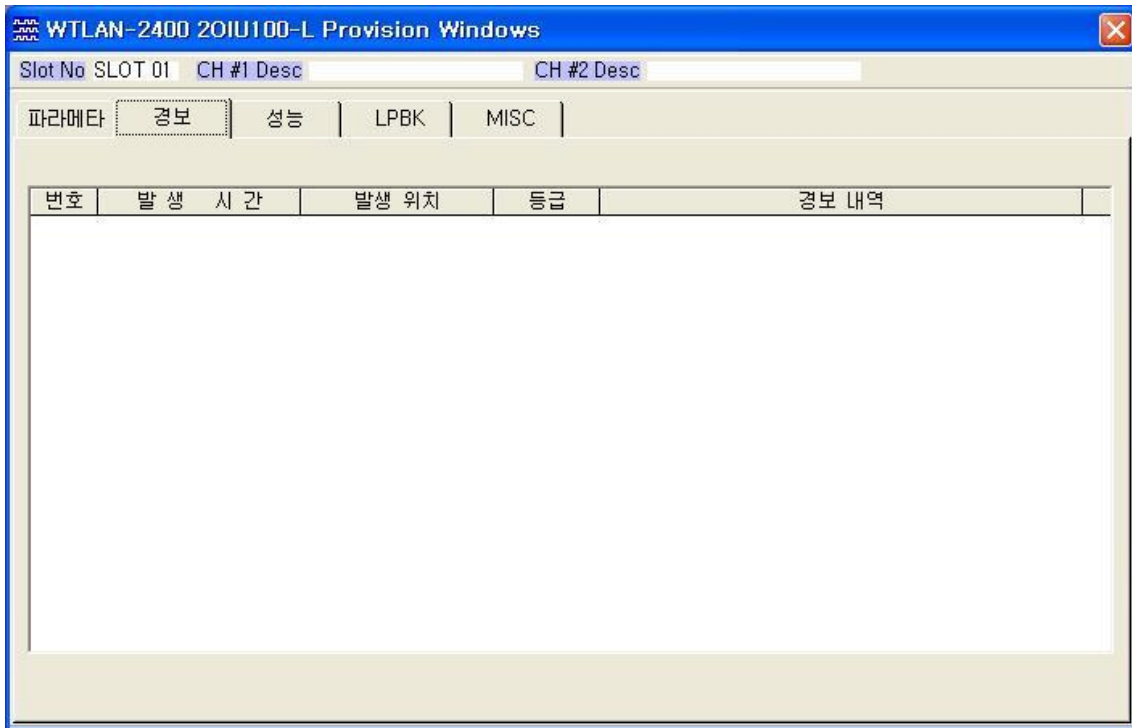 WTLAN-2400 2OIU100-L Provision Windows
Slot No SLOT 01 CH #1 Desc CH #2 Desc
파라메타 경보 성능 LPBK MISC
번호 발 생 시 간 발생 위치 등급 경보 내역